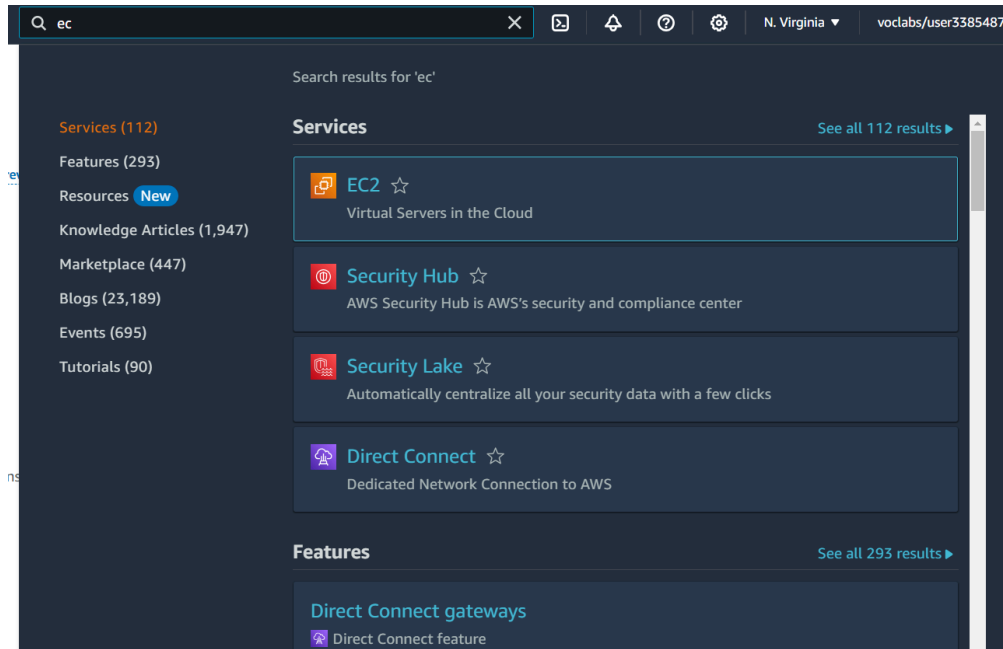 ec
N. Virginia
voclabs/user3385487
Search results for 'ec'
Services (112)
Features (293)
Resources New
Knowledge Articles (1,947)
Marketplace (447)
Blogs (23,189)
Events (695)
Tutorials (90)
Services
See all 112 results
EC2
Virtual Servers in the Cloud
Security Hub
AWS Security Hub is AWS's security and compliance center
Security Lake
Automatically centralize all your security data with a few clicks
Direct Connect
Dedicated Network Connection to AWS
Features
See all 293 results
Direct Connect gateways
Direct Connect feature